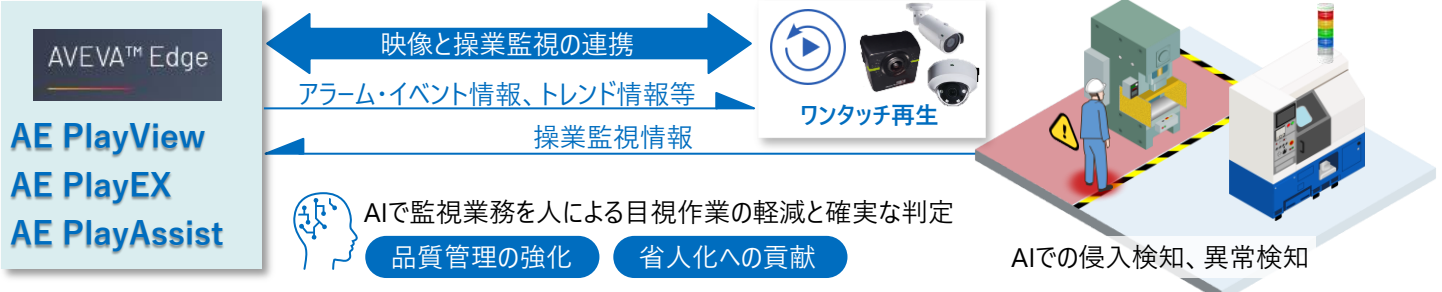 AVEVA™ Edge
AE PlayView
AE PlayEX
AE PlayAssist
映像と操業監視の連携
アラーム・イベント情報、トレンド情報等
操業監視情報
ワンタッチ再生
AIで監視業務を人による目視作業の軽減と確実な判定
品質管理の強化
省人化への貢献
AIでの侵入検知、異常検知